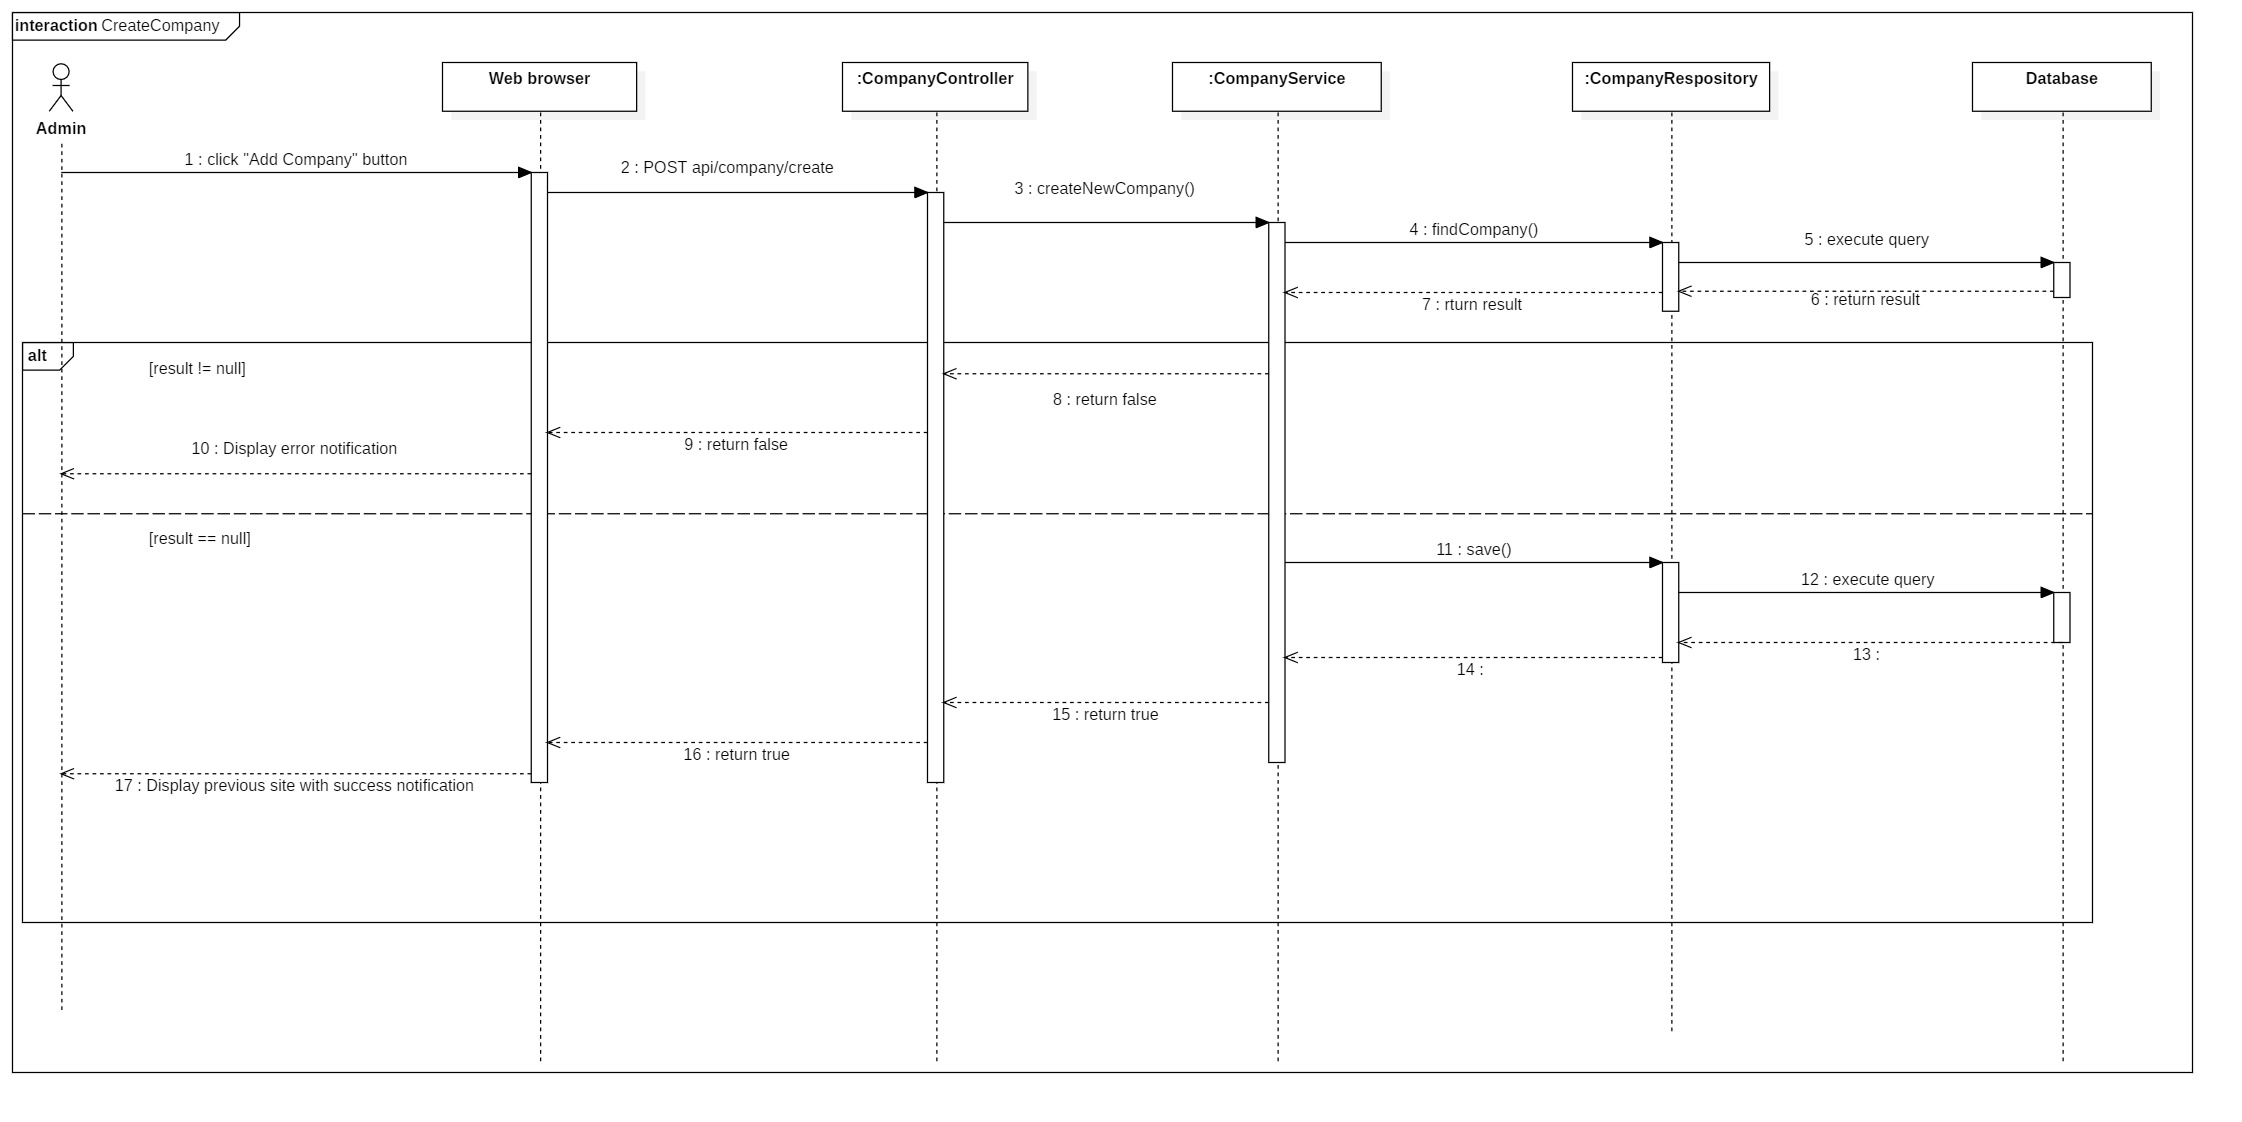 interaction CreateCompany
Admin
Web browser
:CompanyController
:CompanyService
:CompanyRespository
Database
1 : click "Add Company" button
2 : POST api/company/create
3 : createNewCompany()
4 : findCompany()
5 : execute query
6 : return result
7 : rturn result
alt
[result != null]
8 : return false
9 : return false
10 : Display error notification
[result == null]
11 : save()
12 : execute query
13 :
14 :
15 : return true
16 : return true
17 : Display previous site with success notification